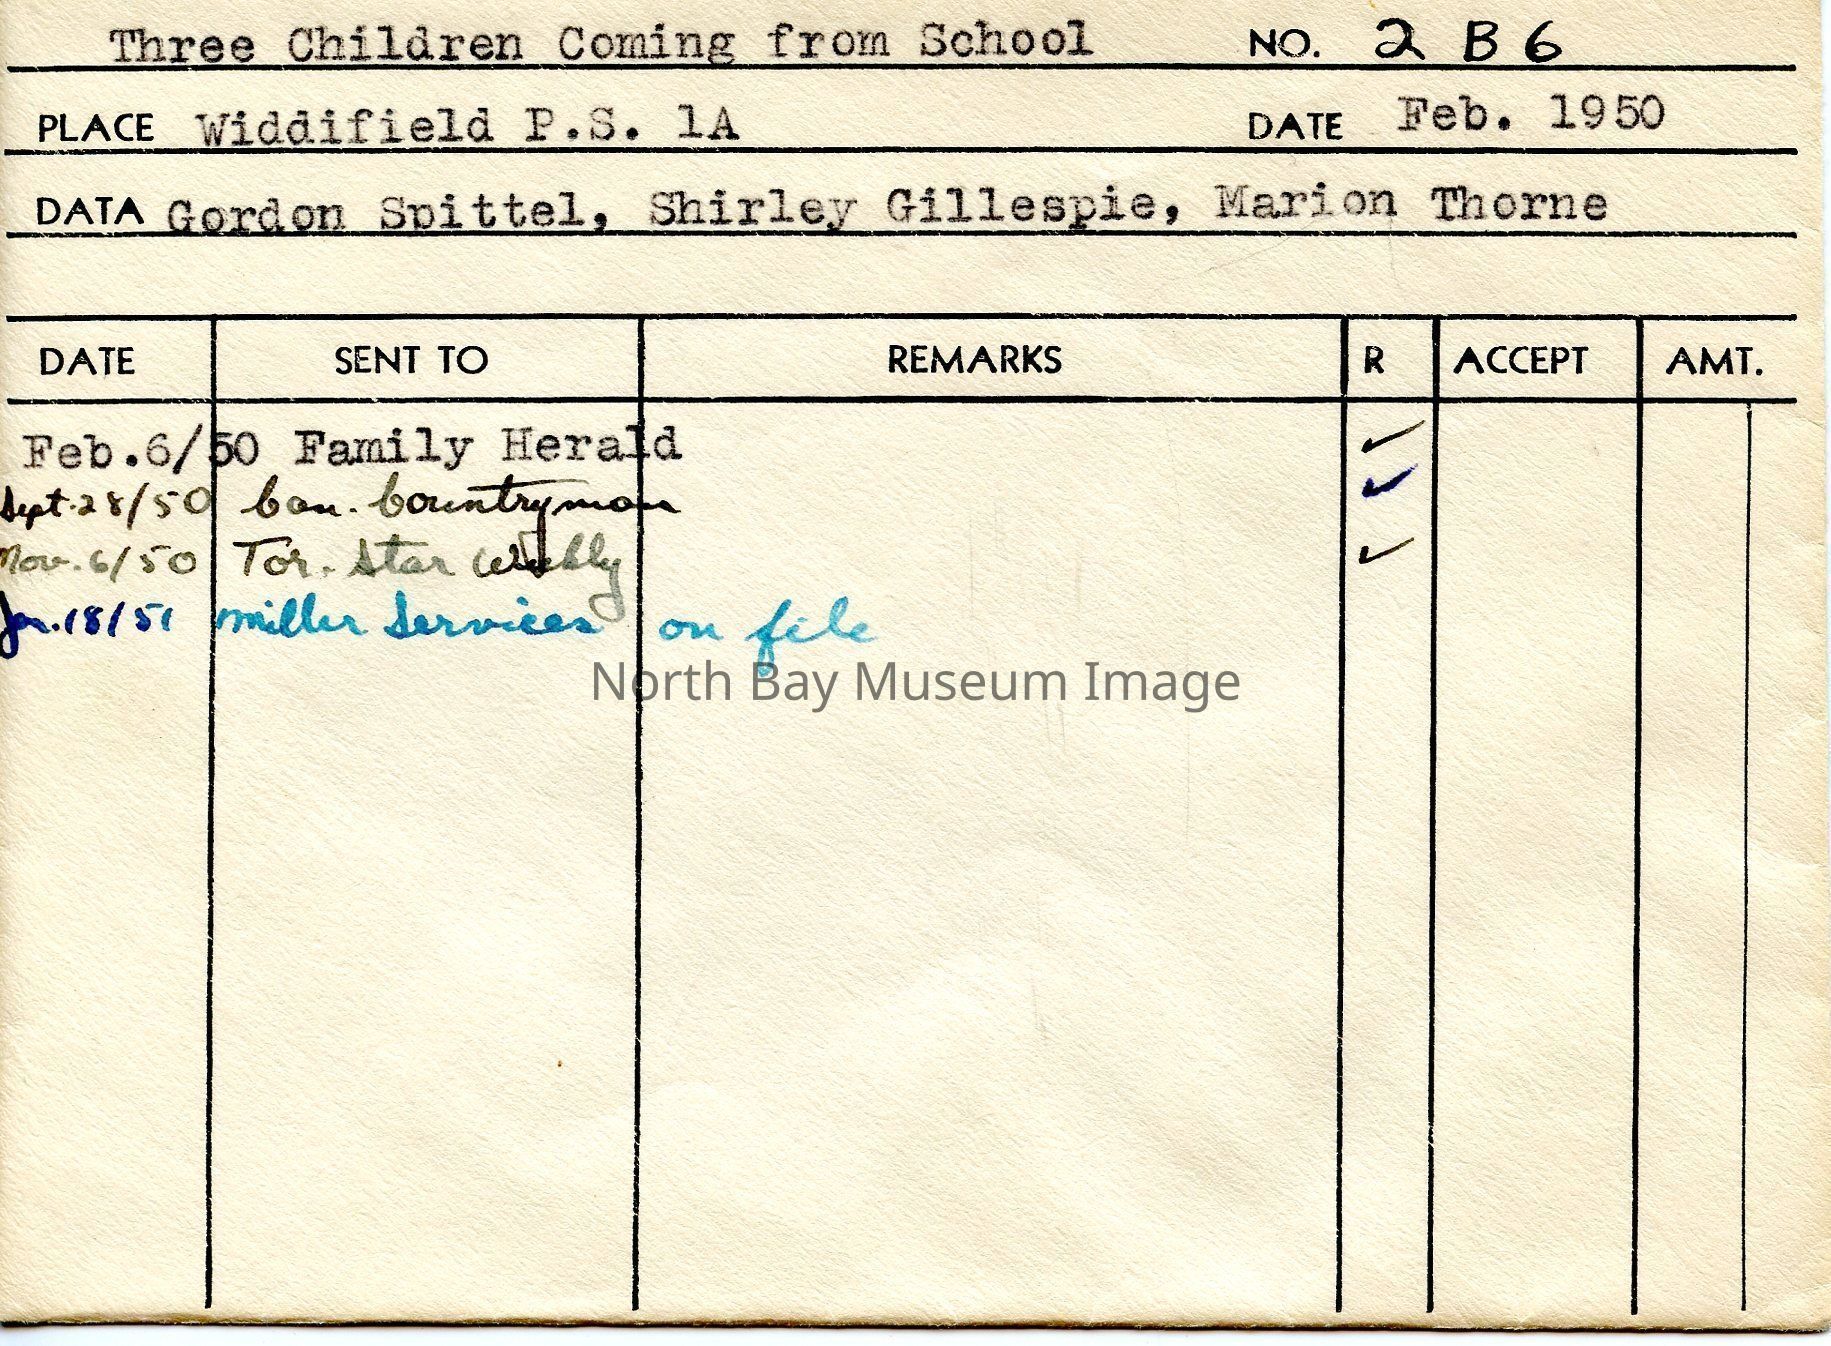 Three Children Coming from School NO. 2 B 6
PLACE Widdifield P.S. 1A DATE Feb. 1950
DATA Gordon Spittel, Shirley Gillespie, Marion Thorne
DATE SENT TO REMARKS R ACCEPT AMT.
Feb.6/50 Family Herald ✓
Sept.28/50 Can. Countryman ✓
Nov.6/50 Tor. Star Weekly ✓
Jan.18/51 Miller Services on file
North Bay Museum Image